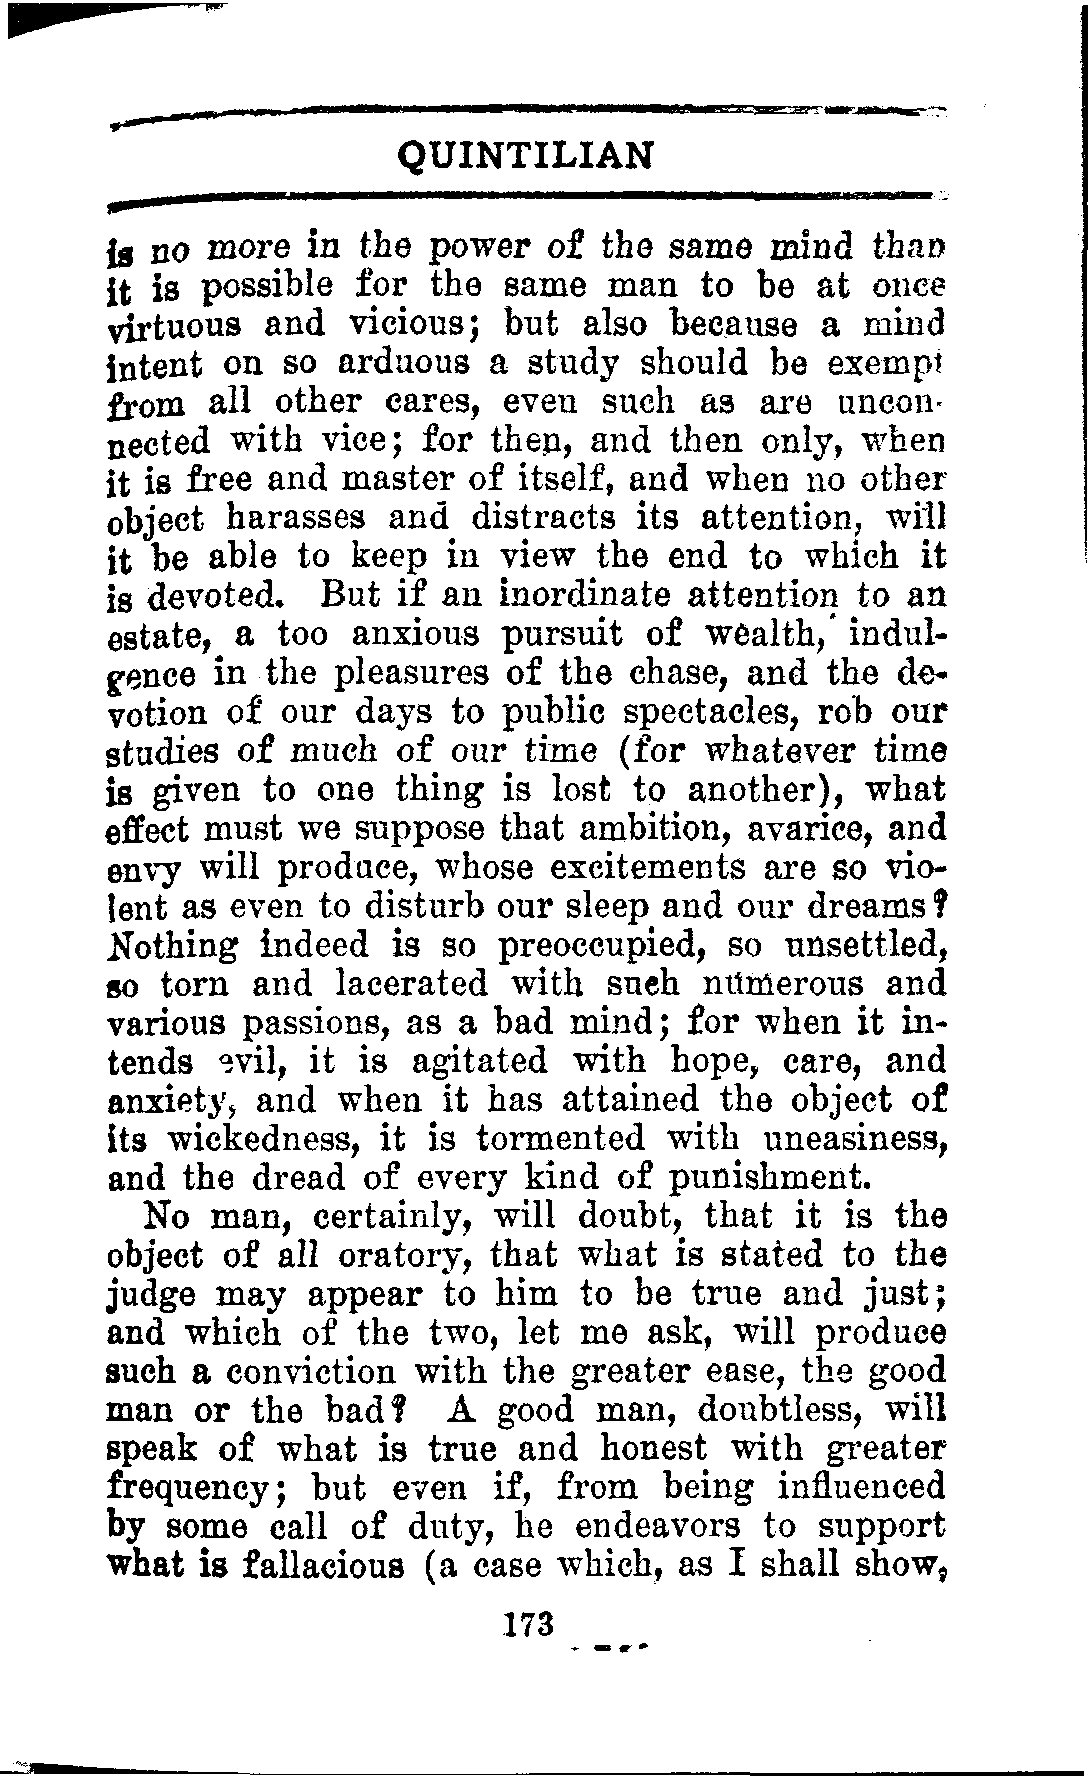 QUINTILIAN
is no more in the power of the same mind than
it is possible for the same man to be at once
virtuous and vicious; but also because a mind
intent on so arduous a study should be exempt
from all other cares, even such as are uncon-
nected with vice; for then, and then only, when
it is free and master of itself, and when no other
object harasses and distracts its attention, will
it be able to keep in view the end to which it
is devoted. But if an inordinate attention to an
estate, a too anxious pursuit of wealth, indul-
gence in the pleasures of the chase, and the de-
votion of our days to public spectacles, rob our
studies of much of our time (for whatever time
is given to one thing is lost to another), what
effect must we suppose that ambition, avarice, and
envy will produce, whose excitements are so vio-
lent as even to disturb our sleep and our dreams?
Nothing indeed is so preoccupied, so unsettled,
so torn and lacerated with such numerous and
various passions, as a bad mind; for when it in-
tends evil, it is agitated with hope, care, and
anxiety, and when it has attained the object of
its wickedness, it is tormented with uneasiness,
and the dread of every kind of punishment.
No man, certainly, will doubt, that it is the
object of all oratory, that what is stated to the
judge may appear to him to be true and just;
and which of the two, let me ask, will produce
such a conviction with the greater ease, the good
man or the bad? A good man, doubtless, will
speak of what is true and honest with greater
frequency; but even if, from being influenced
by some call of duty, he endeavors to support
what is fallacious (a case which, as I shall show,
173